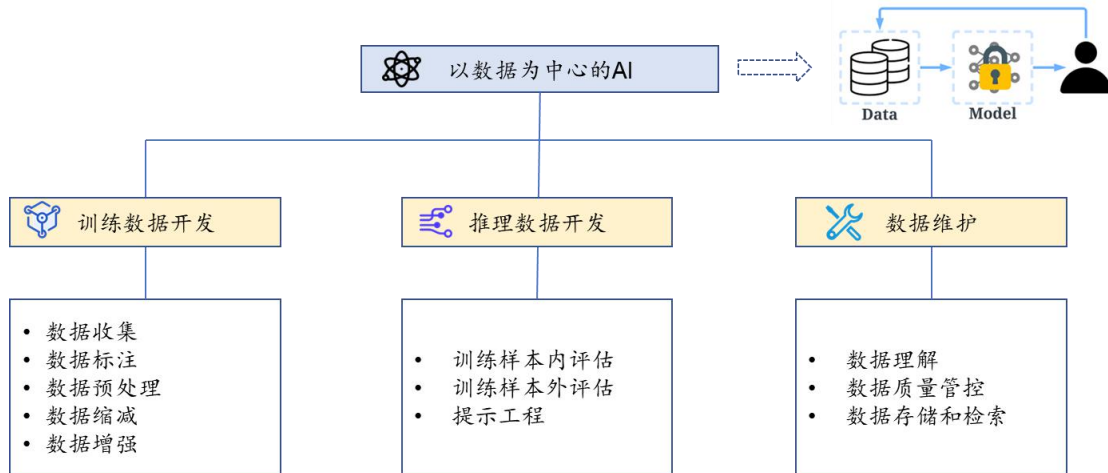 以数据为中心的AI
Data
Model
训练数据开发
推理数据开发
数据维护
• 数据收集
• 数据标注
• 数据预处理
• 数据缩减
• 数据增强
• 训练样本内评估
• 训练样本外评估
• 提示工程
• 数据理解
• 数据质量管控
• 数据存储和检索